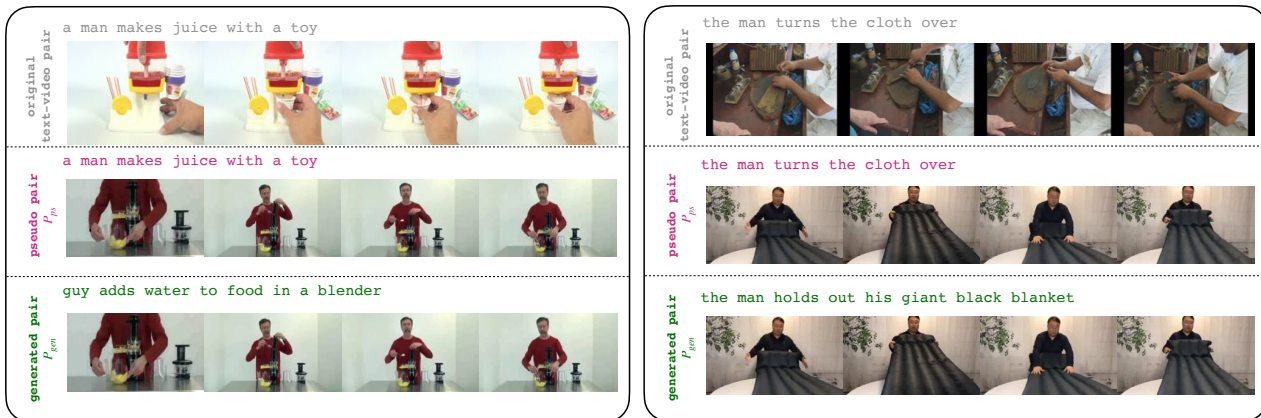 a man makes juice with a toy
original
text-video pair
a man makes juice with a toy
pseudo pair
P_ps
guy adds water to food in a blender
generated pair
P_gen
the man turns the cloth over
original
text-video pair
the man turns the cloth over
pseudo pair
P_ps
the man holds out his giant black blanket
generated pair
P_gen